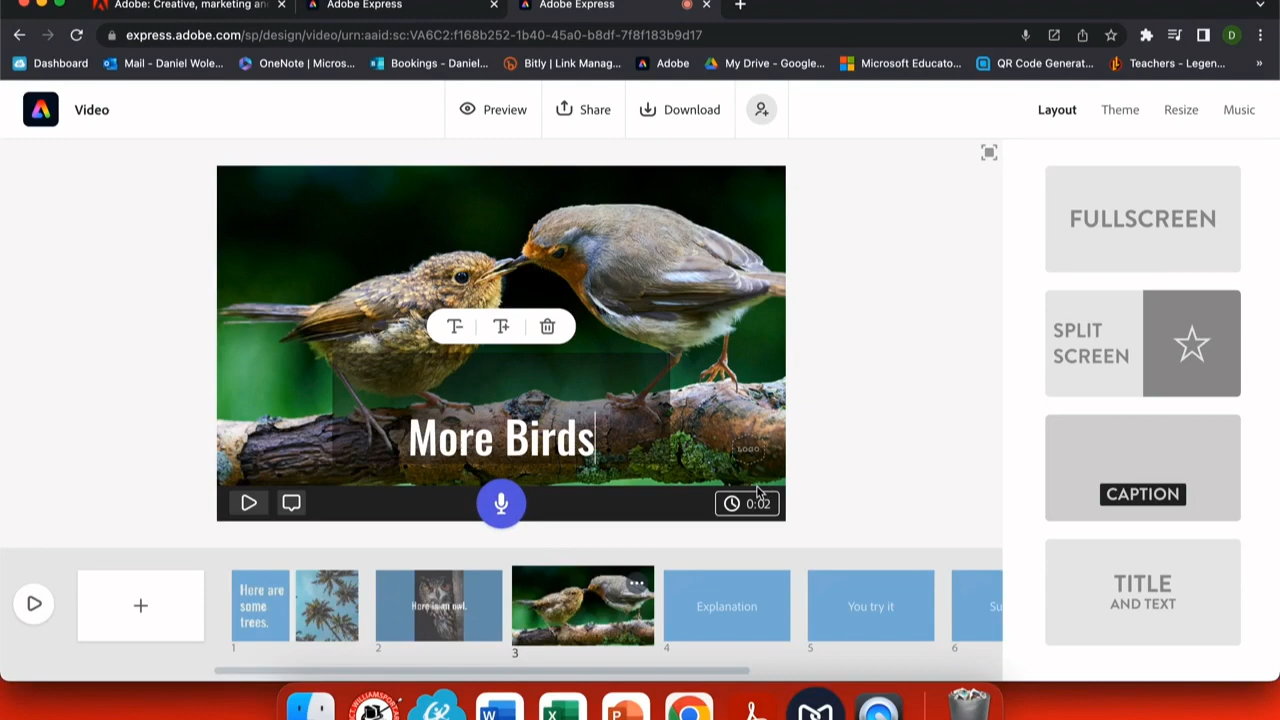 Adobe: Creative, marketing an
Adobe Express
Adobe Express
express.adobe.com/sp/design/video/urn:aaid:sc:VA6C2:f168b252-1b40-45a0-b8df-7f8f183b9d17
D
Dashboard
Mail - Daniel Wole...
OneNote | Micros...
Bookings - Daniel...
Bitly | Link Manag...
Adobe
My Drive - Google...
Microsoft Educato...
QR Code Generat...
Teachers - Legen...
»
Video
Preview
Share
Download
Layout
Theme
Resize
Music
More Birds
LOGO
0:02
FULLSCREEN
SPLIT
SCREEN
CAPTION
TITLE
AND TEXT
Here are
some
trees.
Here is an owl.
Explanation
You try it
Su
1
2
3
4
5
6
W
X
P